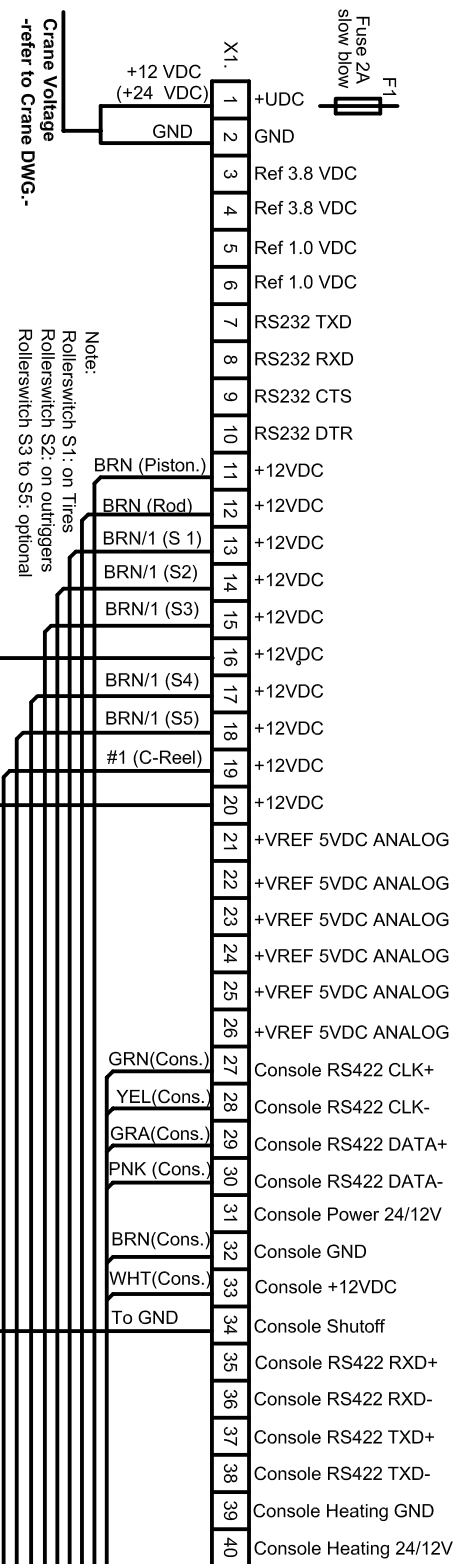 F1
Fuse 2A
slow blow
X1.
Crane Voltage
-refer to Crane DWG.-
+12 VDC
(+24 VDC) 1 +UDC
GND 2 GND
3 Ref 3.8 VDC
4 Ref 3.8 VDC
5 Ref 1.0 VDC
6 Ref 1.0 VDC
7 RS232 TXD
8 RS232 RXD
9 RS232 CTS
10 RS232 DTR
Note:
Rollerswitch S1: on Tires
Rollerswitch S2: on outriggers
Rollerswitch S3 to S5: optional
BRN (Piston.) 11 +12VDC
BRN (Rod) 12 +12VDC
BRN/1 (S 1) 13 +12VDC
BRN/1 (S2) 14 +12VDC
BRN/1 (S3) 15 +12VDC
16 +12VDC
BRN/1 (S4) 17 +12VDC
BRN/1 (S5) 18 +12VDC
#1 (C-Reel) 19 +12VDC
20 +12VDC
21 +VREF 5VDC ANALOG
22 +VREF 5VDC ANALOG
23 +VREF 5VDC ANALOG
24 +VREF 5VDC ANALOG
25 +VREF 5VDC ANALOG
26 +VREF 5VDC ANALOG
GRN(Cons.) 27 Console RS422 CLK+
YEL(Cons.) 28 Console RS422 CLK-
GRA(Cons.) 29 Console RS422 DATA+
PNK (Cons.) 30 Console RS422 DATA-
31 Console Power 24/12V
BRN(Cons.) 32 Console GND
WHT(Cons.) 33 Console +12VDC
To GND 34 Console Shutoff
35 Console RS422 RXD+
36 Console RS422 RXD-
37 Console RS422 TXD+
38 Console RS422 TXD-
39 Console Heating GND
40 Console Heating 24/12V